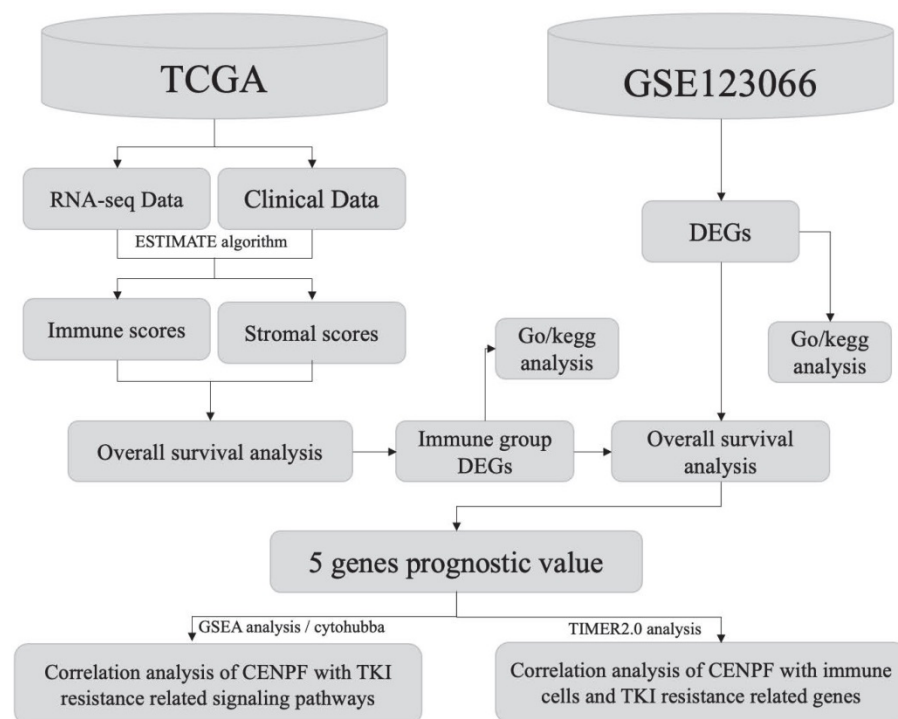 TCGA
GSE123066
RNA-seq Data
Clinical Data
ESTIMATE algorithm
DEGs
Immune scores
Stromal scores
Go/kegg
analysis
Go/kegg
analysis
Overall survival analysis
Immune group
DEGs
Overall survival
analysis
5 genes prognostic value
GSEA analysis / cytohubba
TIMER2.0 analysis
Correlation analysis of CENPF with TKI
resistance related signaling pathways
Correlation analysis of CENPF with immune
cells and TKI resistance related genes